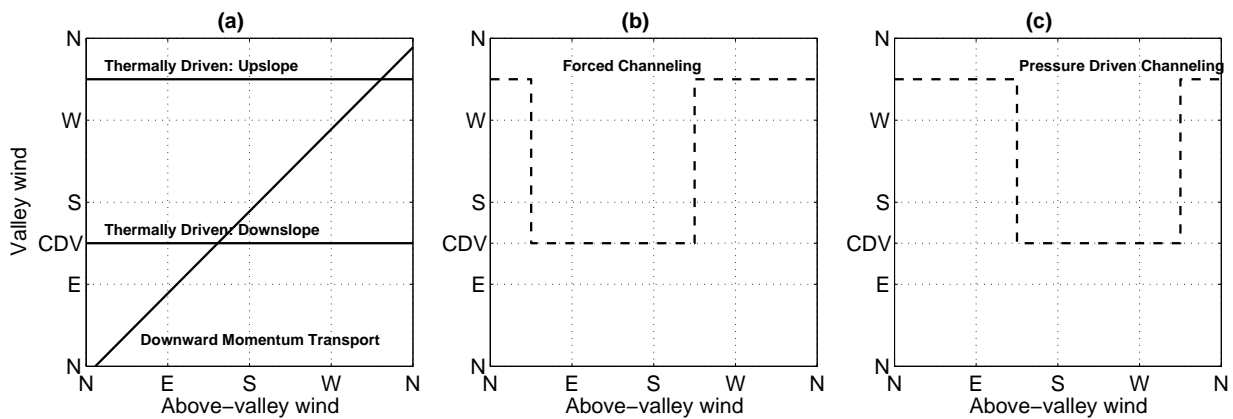 (a)
(b)
(c)
N
Thermally Driven: Upslope
W
S
Thermally Driven: Downslope
CDV
E
Downward Momentum Transport
N
N E S W N
Above-valley wind
Valley wind
N
Forced Channeling
W
S
CDV
E
N
N E S W N
Above-valley wind
N
Pressure Driven Channeling
W
S
CDV
E
N
N E S W N
Above-valley wind